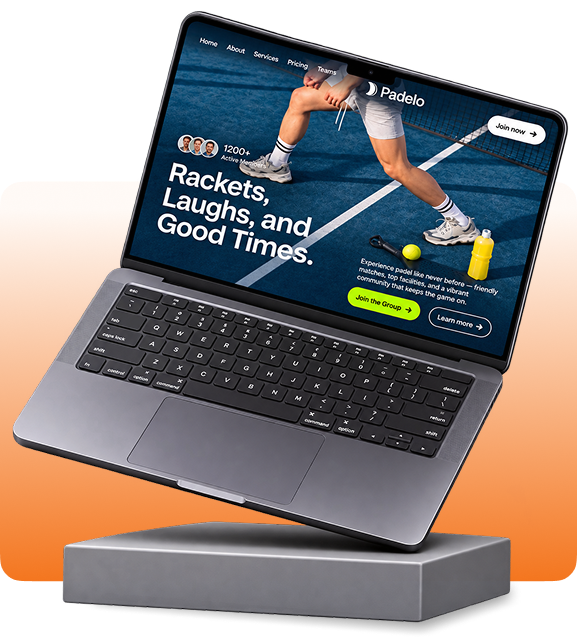 Home About Services Pricing Teams
Padelo
Join now
1200+
Active Members
Rackets,
Laughs, and
Good Times.
Experience padel like never before — friendly
matches, top facilities, and a vibrant
community that keeps the game on.
Join the Group
Learn more
esc
tab
Q W E R T Y U I O P
delete
caps lock
A S D F G H J K L
return
shift
Z X C V B N M
shift
fn control option command
command option